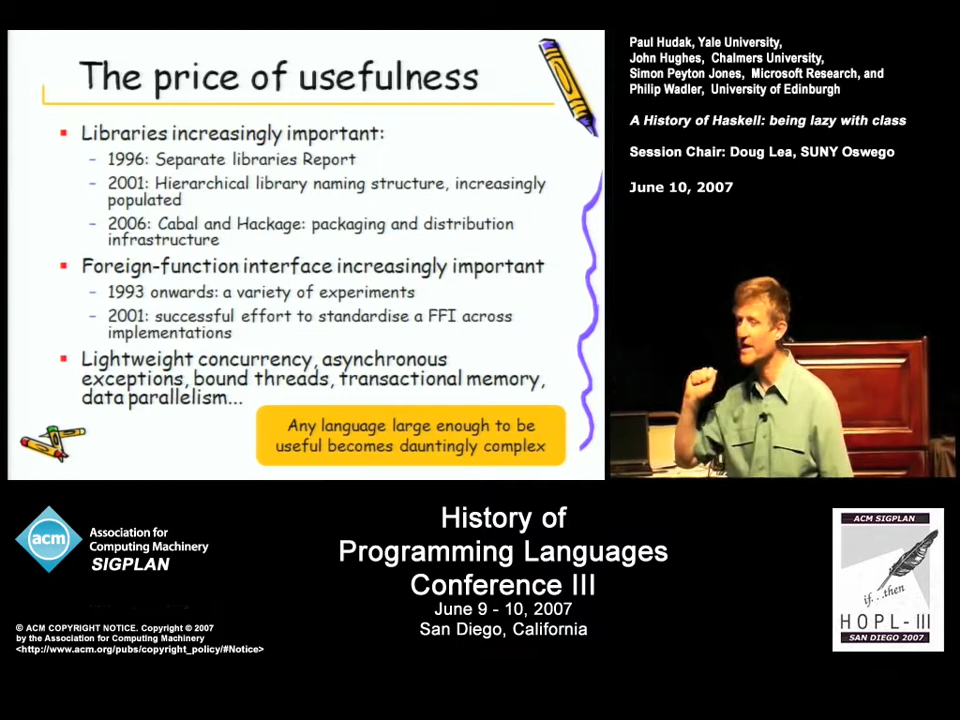 The price of usefulness
▪ Libraries increasingly important:
– 1996: Separate libraries Report
– 2001: Hierarchical library naming structure, increasingly
populated
– 2006: Cabal and Hackage: packaging and distribution
infrastructure
▪ Foreign-function interface increasingly important
– 1993 onwards: a variety of experiments
– 2001: successful effort to standardise a FFI across
implementations
▪ Lightweight concurrency, asynchronous
exceptions, bound threads, transactional memory,
data parallelism...
Any language large enough to be
useful becomes dauntingly complex
Paul Hudak, Yale University,
John Hughes, Chalmers University,
Simon Peyton Jones, Microsoft Research, and
Philip Wadler, University of Edinburgh
A History of Haskell: being lazy with class
Session Chair: Doug Lea, SUNY Oswego
June 10, 2007
acm
Association for
Computing Machinery
SIGPLAN
© ACM COPYRIGHT NOTICE. Copyright © 2007
by the Association for Computing Machinery
<http://www.acm.org/pubs/copyright_policy/#Notice>
History of
Programming Languages
Conference III
June 9 - 10, 2007
San Diego, California
ACM SIGPLAN
if...then
HOPL-III
SAN DIEGO 2007